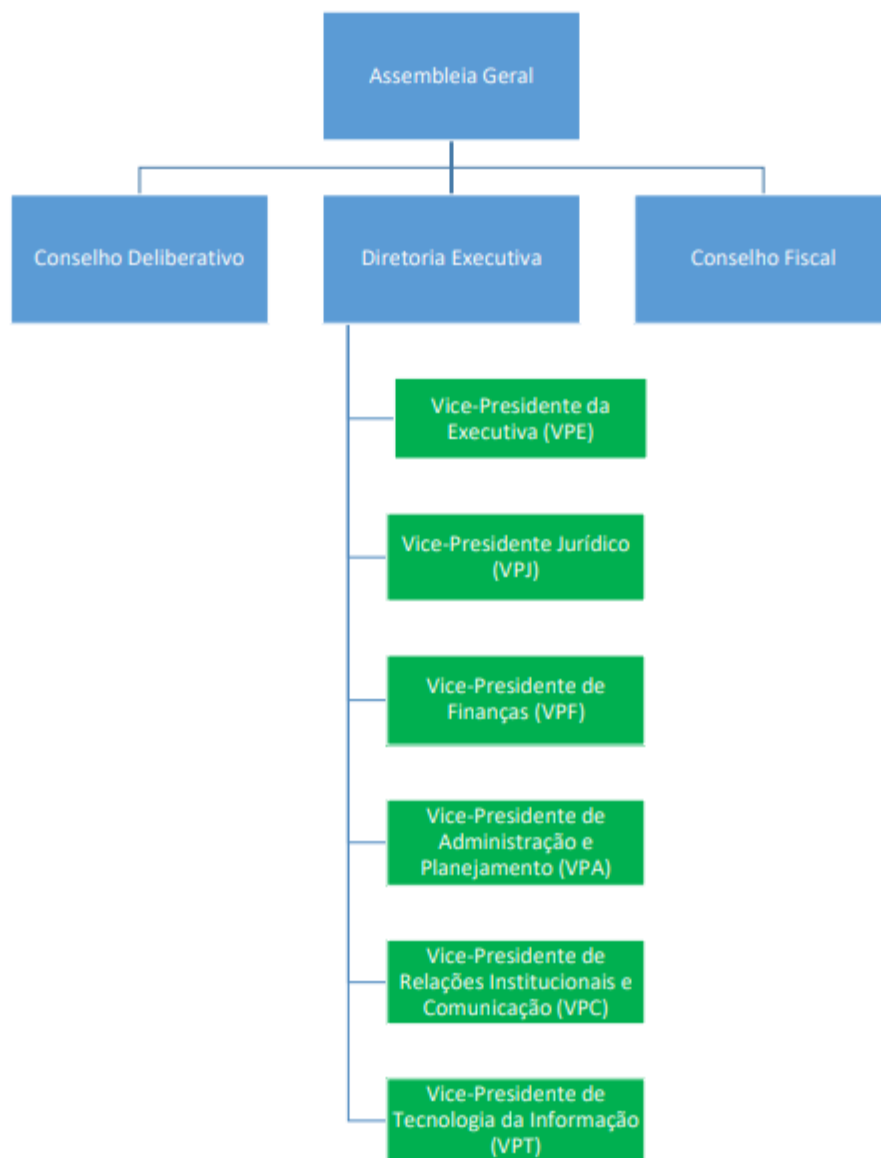 Assembleia Geral
Conselho Deliberativo
Diretoria Executiva
Conselho Fiscal
Vice-Presidente da
Executiva (VPE)
Vice-Presidente Jurídico
(VPJ)
Vice-Presidente de
Finanças (VPF)
Vice-Presidente de
Administração e
Planejamento (VPA)
Vice-Presidente de
Relações Institucionais e
Comunicação (VPC)
Vice-Presidente de
Tecnologia da Informação
(VPT)